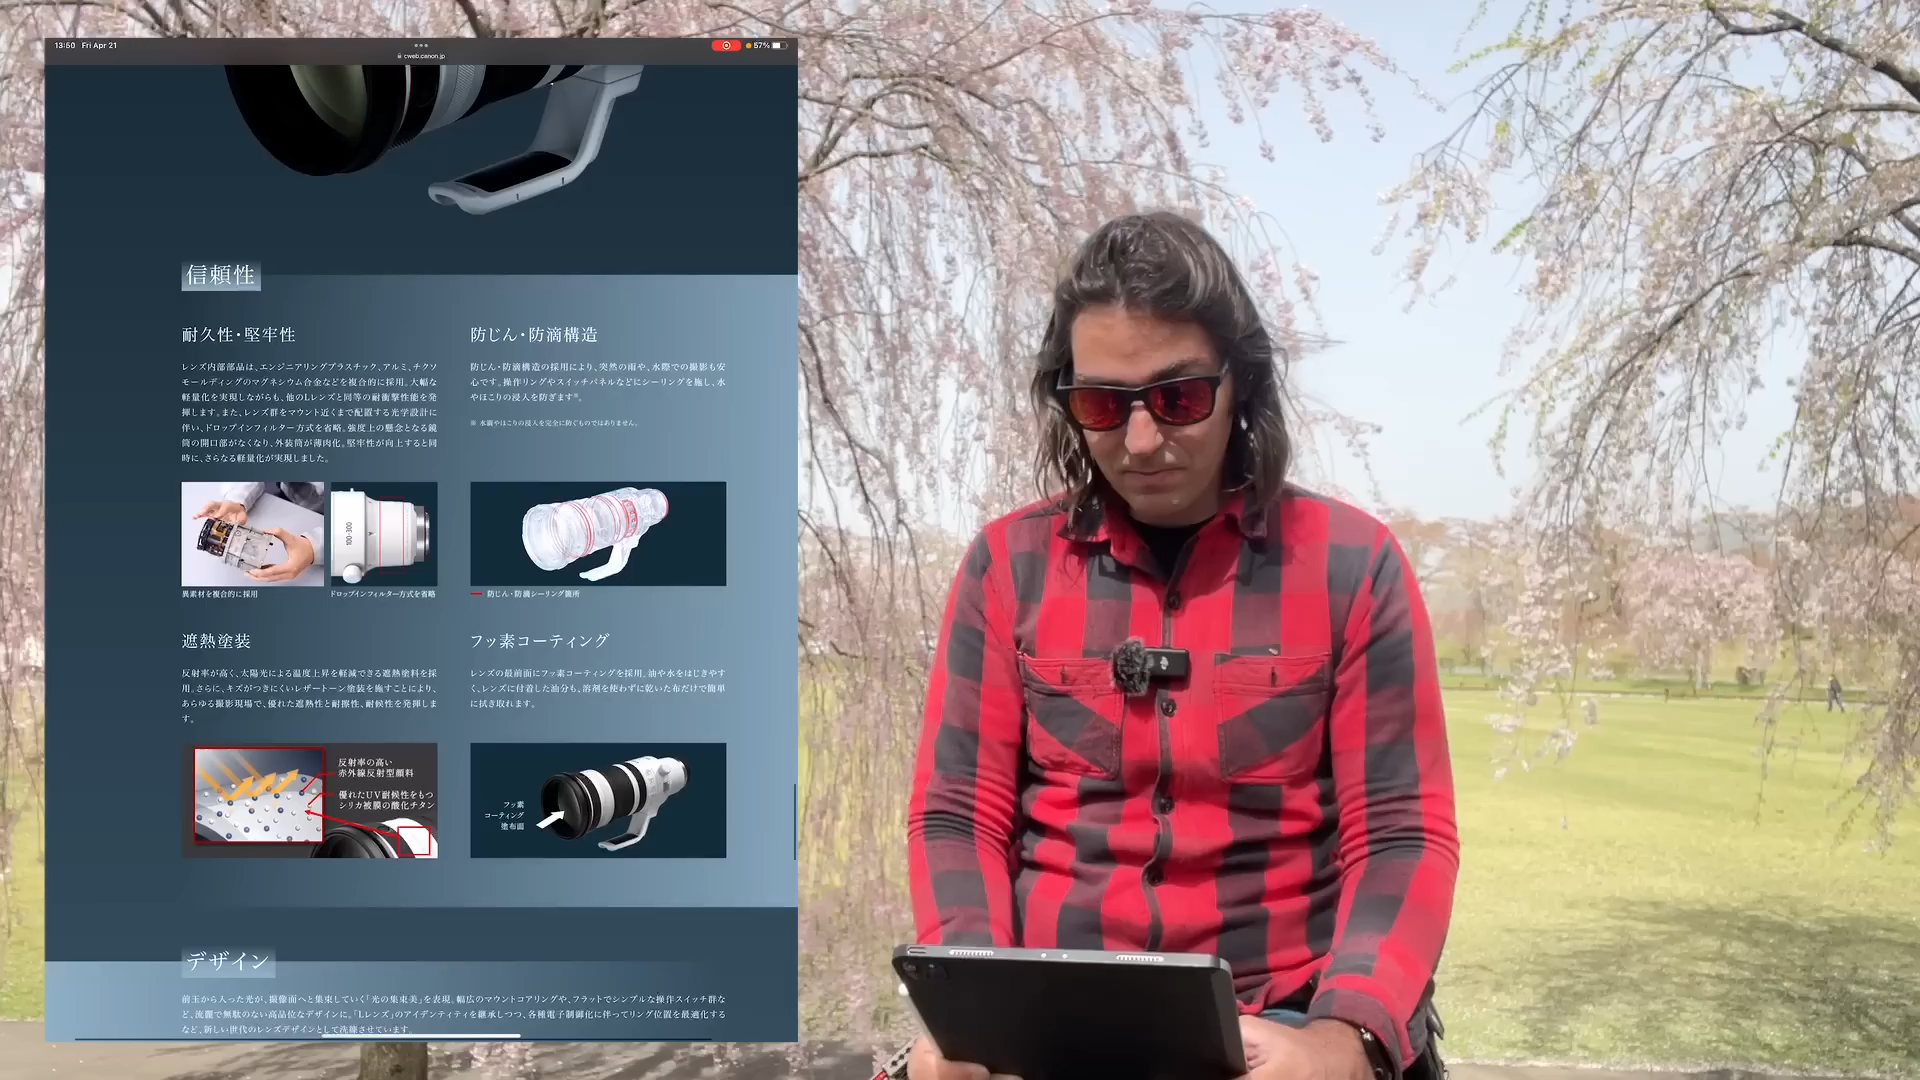 13:50 Fri Apr 21
cweb.canon.jp
57%
信頼性
耐久性・堅牢性
レンズ内部部品は、エンジニアリングプラスチック、アルミ、チクソ
モールディングのマグネシウム合金などを複合的に採用。大幅な
軽量化を実現しながらも、他のLレンズと同等の耐衝撃性能を発
揮します。また、レンズ群をマウント近くまで配置する光学設計に
伴い、ドロップインフィルター方式を省略。強度上の懸念となる鏡
筒の開口部がなくなり、外装筒が薄肉化。堅牢性が向上すると同
時に、さらなる軽量化が実現しました。
100-300
異素材を複合的に採用
ドロップインフィルター方式を省略
防じん・防滴構造
防じん・防滴構造の採用により、突然の雨や、水際での撮影も安
心です。操作リングやスイッチパネルなどにシーリングを施し、水
やほこりの浸入を防ぎます※。
※ 水滴やほこりの浸入を完全に防ぐものではありません。
防じん・防滴シーリング箇所
遮熱塗装
反射率が高く、太陽光による温度上昇を軽減できる遮熱塗料を採
用。さらに、キズがつきにくいレザートーン塗装を施すことにより、
あらゆる撮影現場で、優れた遮熱性と耐擦性、耐候性を発揮しま
す。
反射率の高い
赤外線反射型顔料
優れたUV耐候性をもつ
シリカ被膜の酸化チタン
フッ素コーティング
レンズの最前面にフッ素コーティングを採用。油や水をはじきやす
く、レンズに付着した油分も、溶剤を使わずに乾いた布だけで簡単
に拭き取れます。
フッ素
コーティング
塗布面
デザイン
前玉から入った光が、撮像面へと集束していく「光の集束美」を表現。幅広のマウントコアリングや、フラットでシンプルな操作スイッチ群な
ど、流麗で無駄のない高品位なデザインに。「Lレンズ」のアイデンティティを継承しつつ、各種電子制御化に伴ってリング位置を最適化する
など、新しい世代のレンズデザインとして洗練させています。